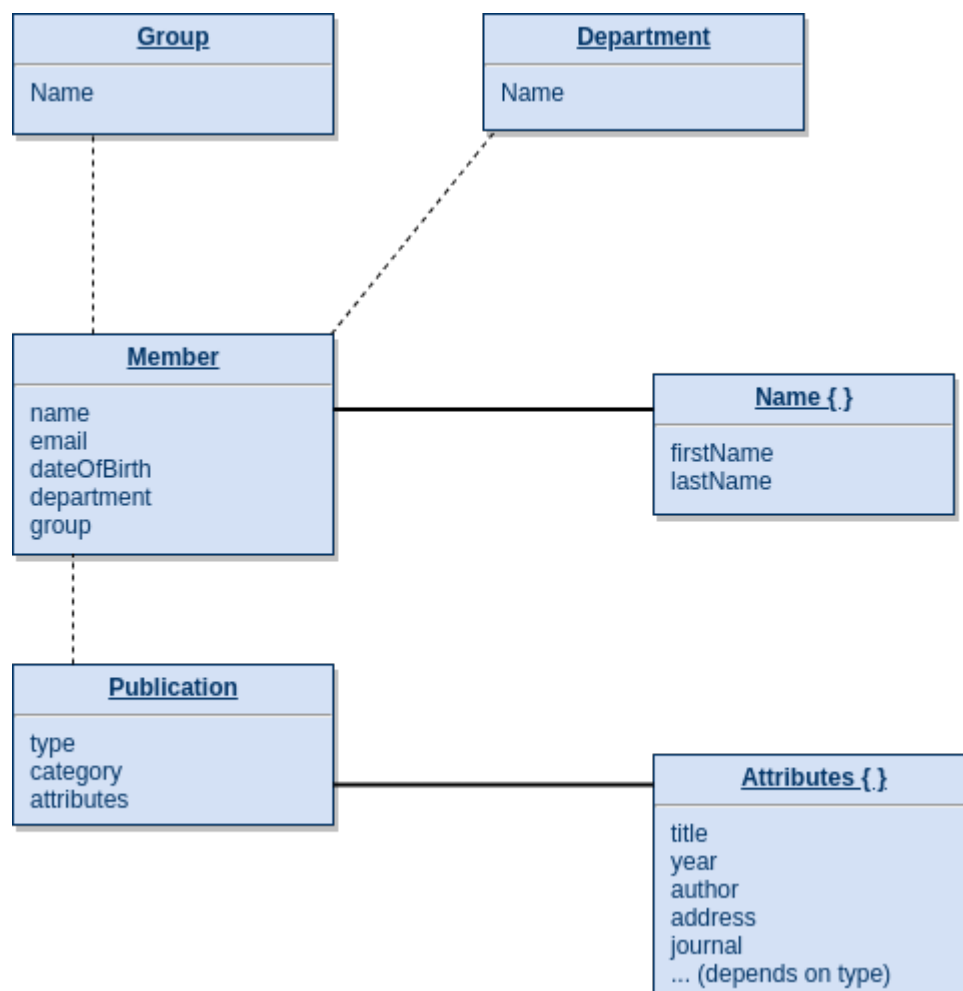 Group
Name
Department
Name
Member
name
email
dateOfBirth
department
group
Name { }
firstName
lastName
Publication
type
category
attributes
Attributes { }
title
year
author
address
journal
... (depends on type)